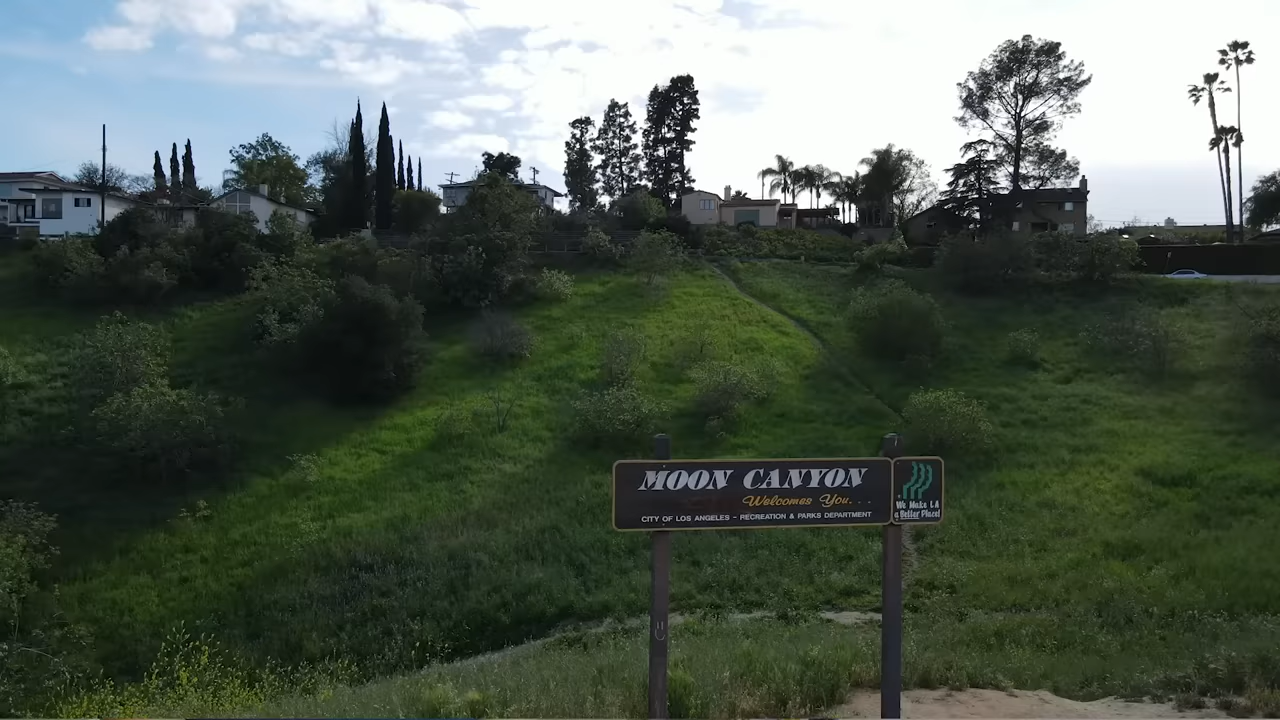 MOON CANYON
Welcomes You...
CITY OF LOS ANGELES - RECREATION & PARKS DEPARTMENT
We Make LA
a Better Place!